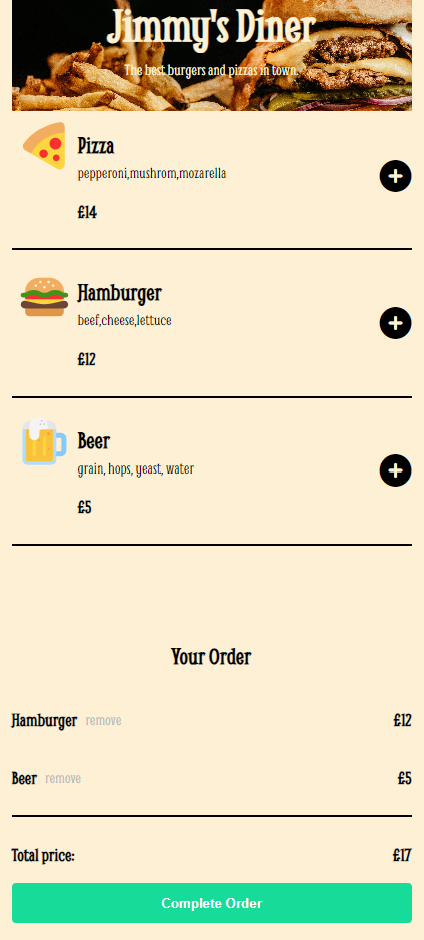 Jimmy's Diner
The best burgers and pizzas in town.
Pizza
pepperoni,mushrom,mozarella
£14
Hamburger
beef,cheese,lettuce
£12
Beer
grain, hops, yeast, water
£5
Your Order
Hamburger remove £12
Beer remove £5
Total price: £17
Complete Order